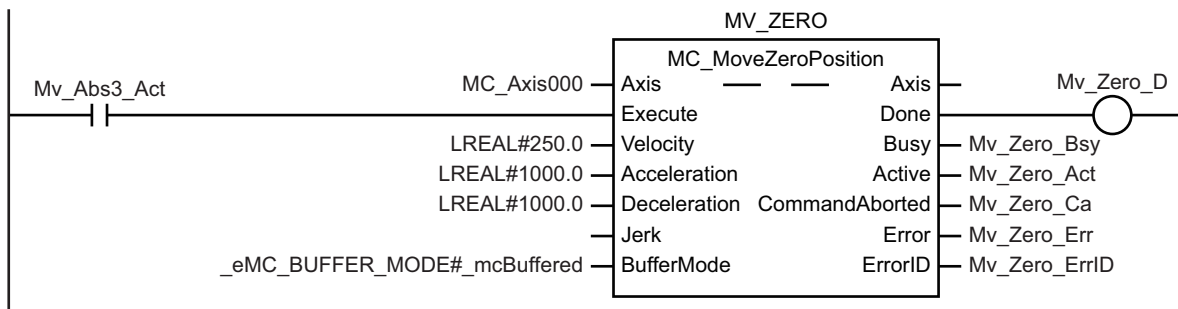 MV_ZERO
MC_MoveZeroPosition
Mv_Abs3_Act MC_Axis000 Axis Axis Mv_Zero_D
Execute Done
LREAL#250.0 Velocity Busy Mv_Zero_Bsy
LREAL#1000.0 Acceleration Active Mv_Zero_Act
LREAL#1000.0 Deceleration CommandAborted Mv_Zero_Ca
Jerk Error Mv_Zero_Err
_eMC_BUFFER_MODE#_mcBuffered BufferMode ErrorID Mv_Zero_ErrID